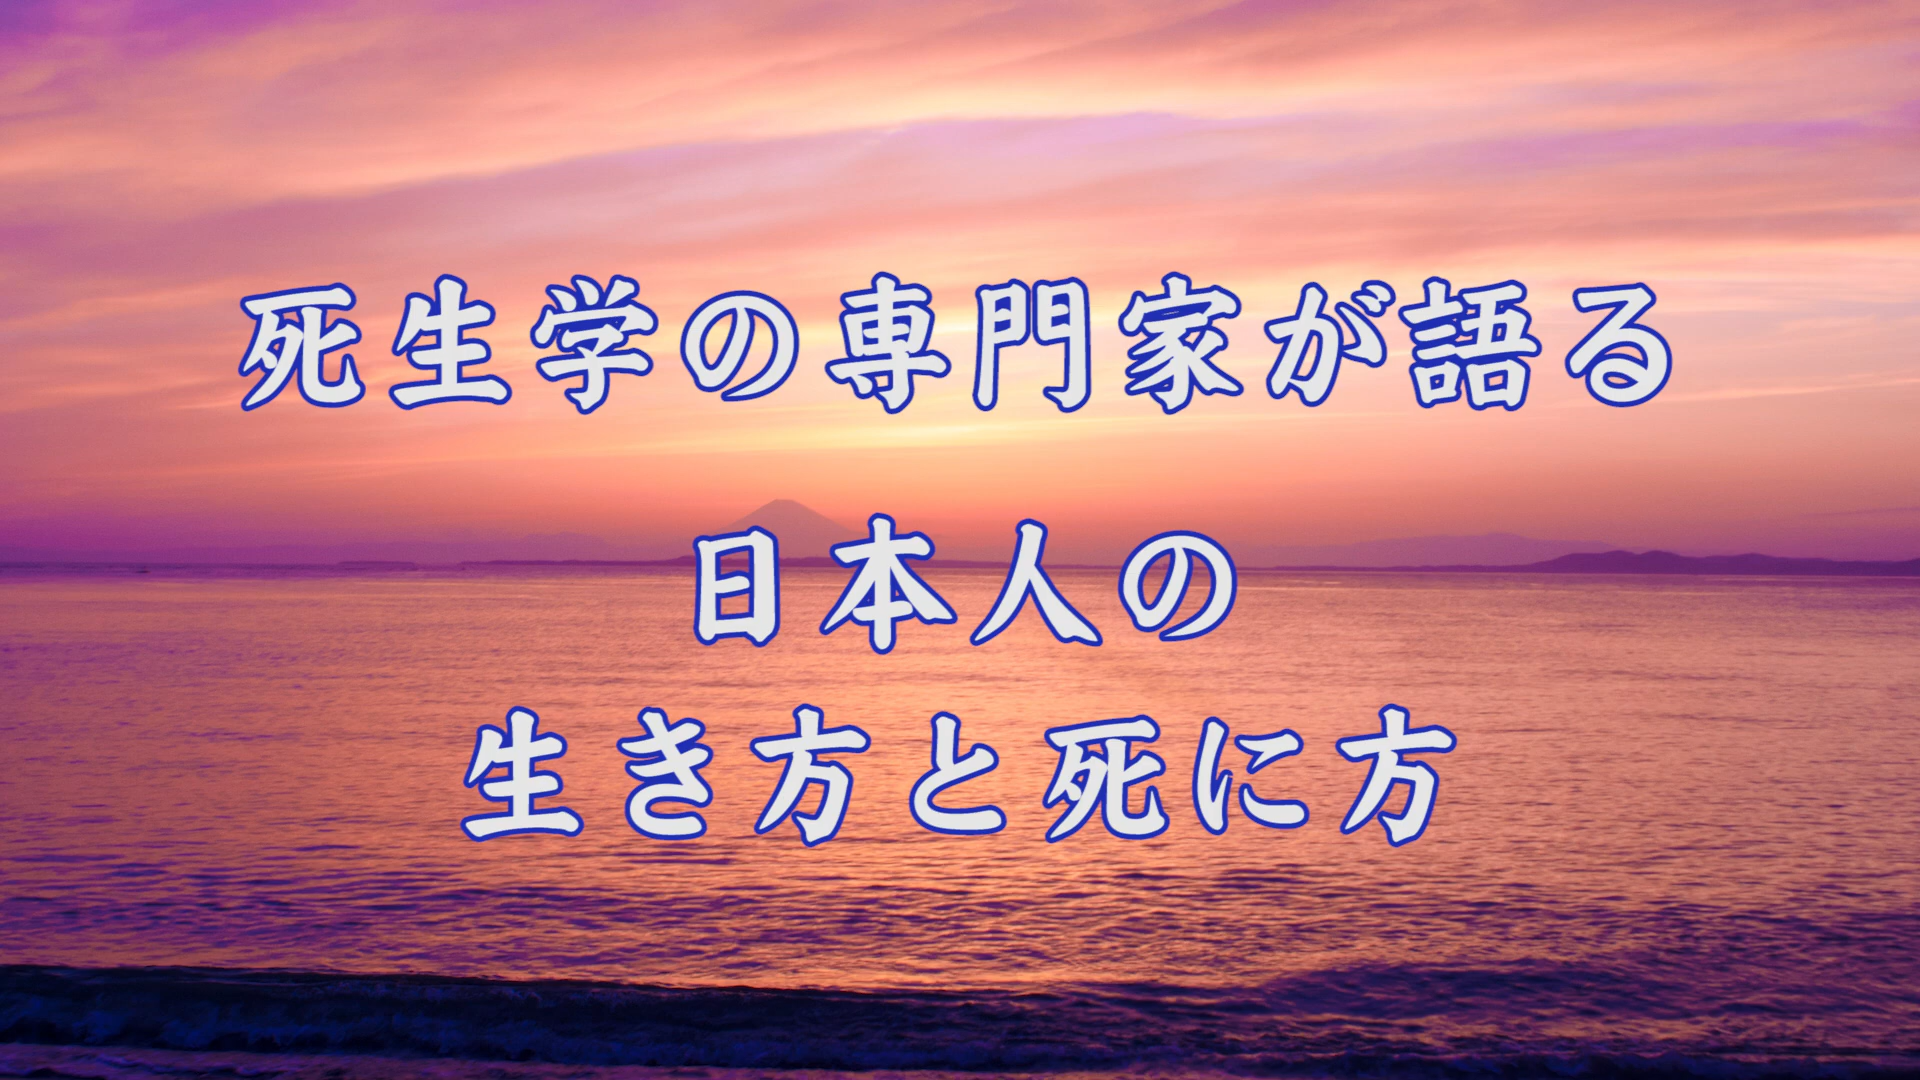 死生学の専門家が語る
日本人の
生き方と死に方